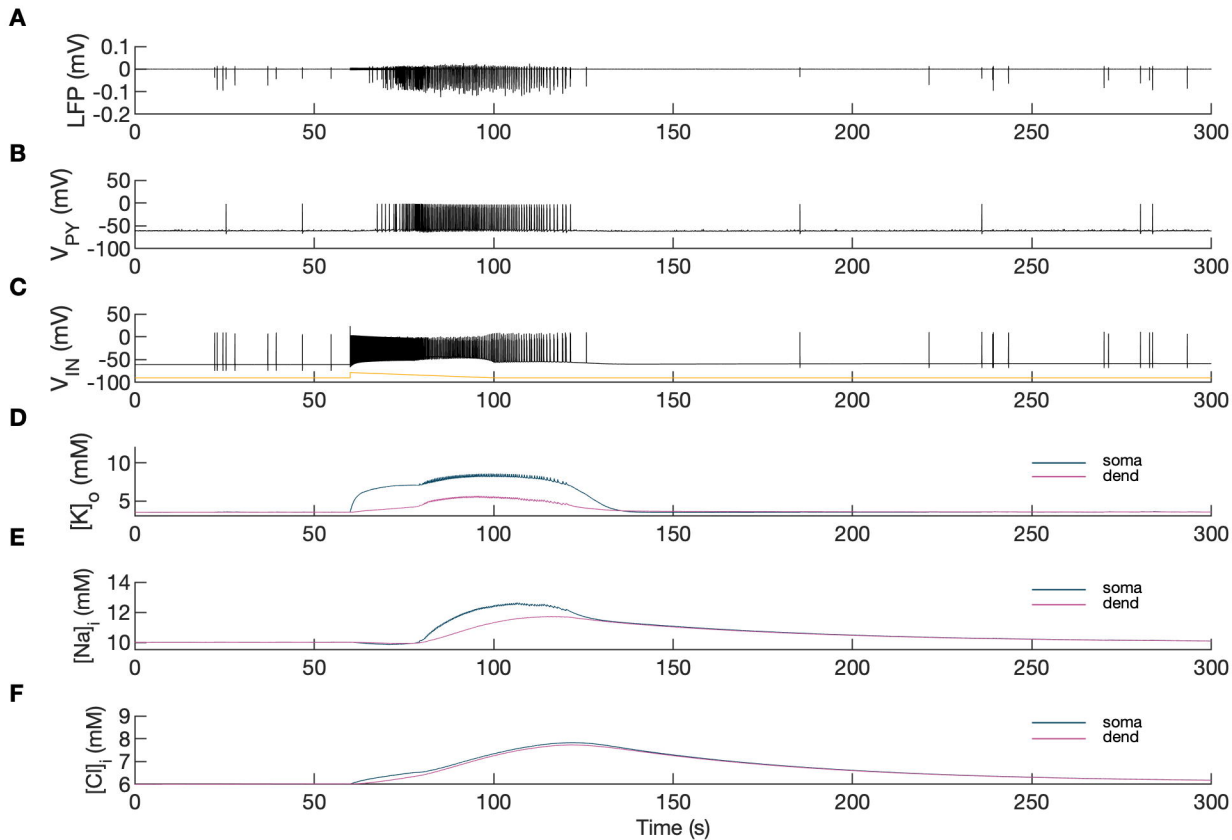 A
LFP (mV)
0.1
0
-0.1
-0.2
0 50 100 150 200 250 300
B
V_PY (mV)
50
0
-50
-100
0 50 100 150 200 250 300
C
V_IN (mV)
50
0
-50
-100
0 50 100 150 200 250 300
D
[K]_o (mM)
10
5
soma
dend
0 50 100 150 200 250 300
E
[Na]_i (mM)
14
12
10
soma
dend
0 50 100 150 200 250 300
F
[Cl]_i (mM)
9
8
7
6
soma
dend
0 50 100 150 200 250 300
Time (s)